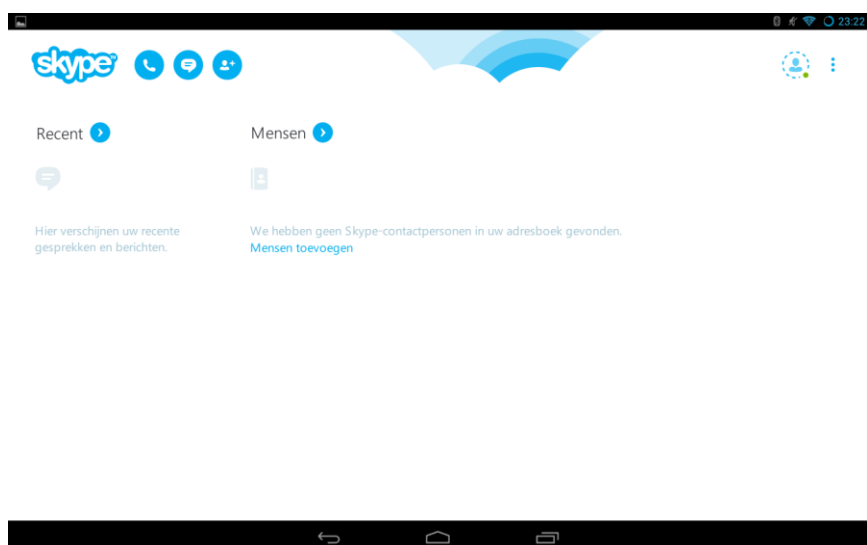 23:22
skype
Recent
Mensen
Hier verschijnen uw recente
gesprekken en berichten.
We hebben geen Skype-contactpersonen in uw adresboek gevonden.
Mensen toevoegen